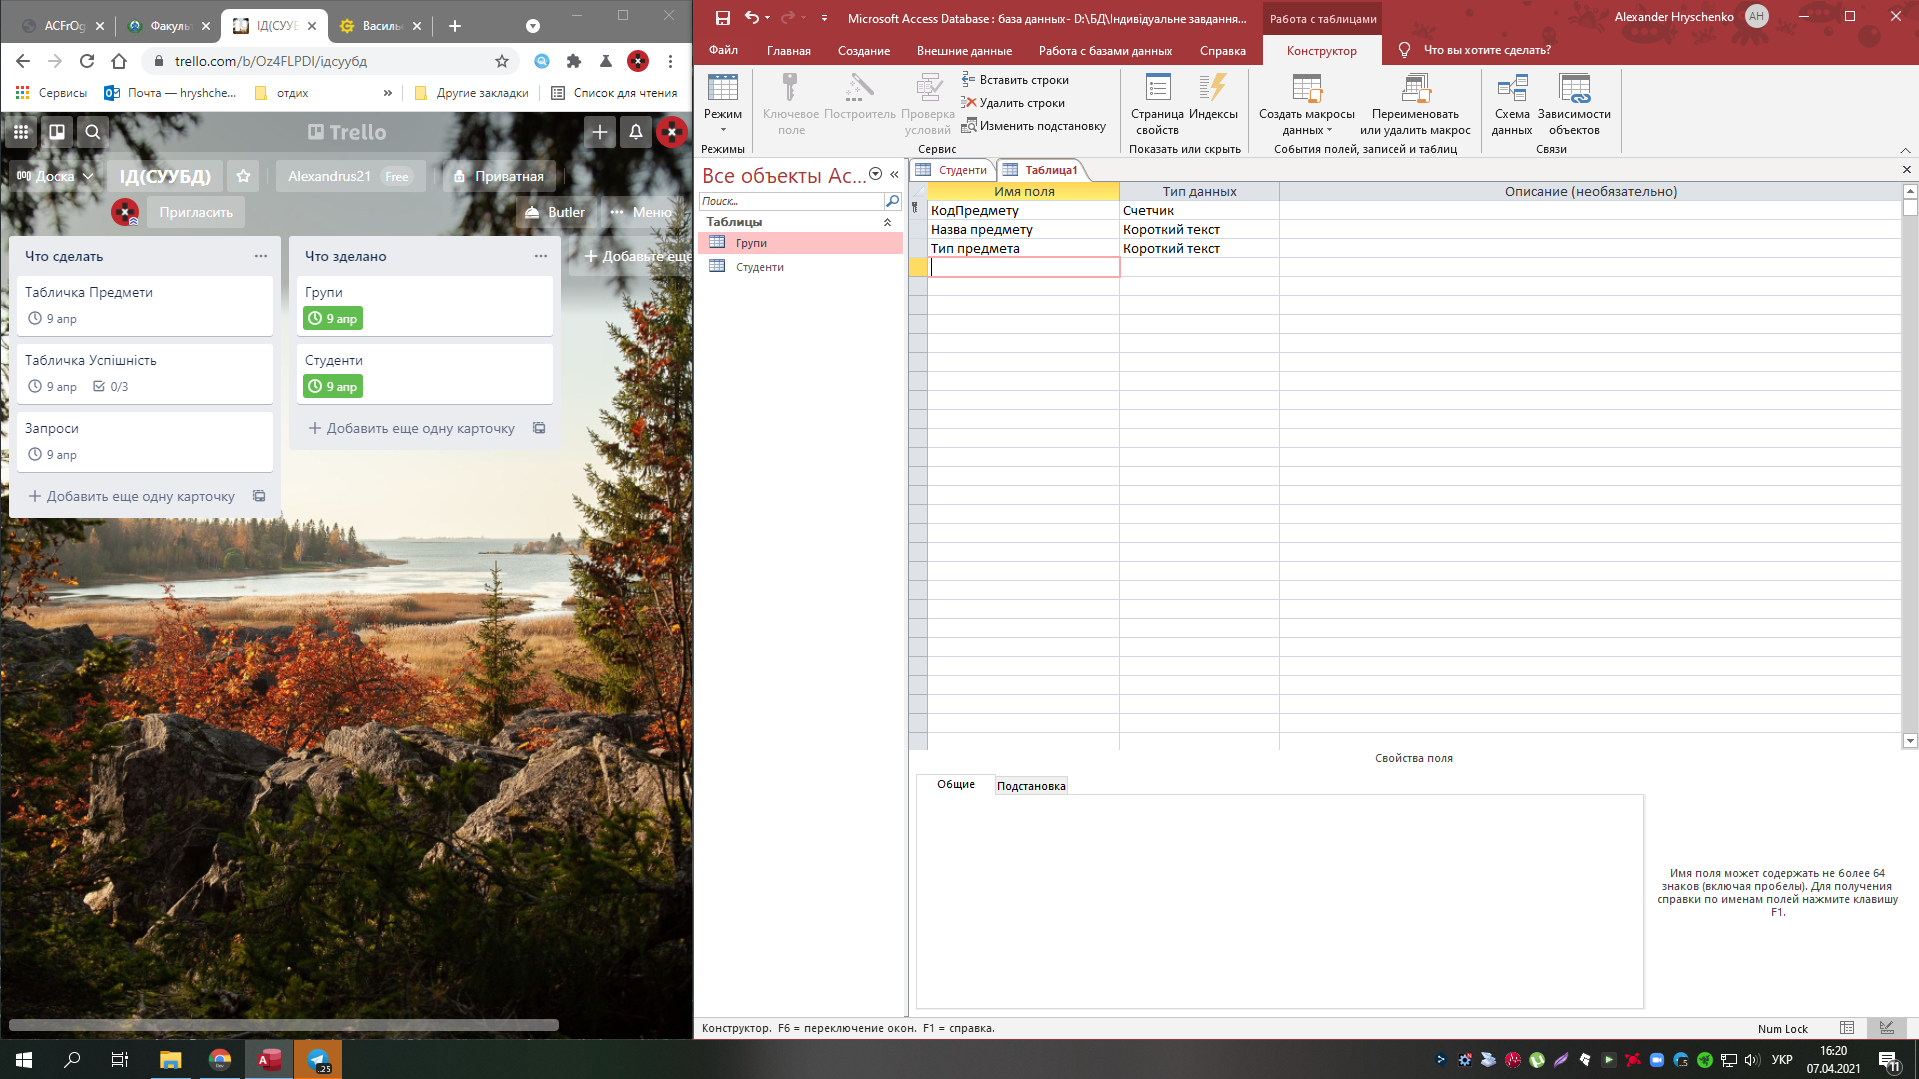 ACFrOg
Факульт
ІД(СУУБ
Василь
trello.com/b/Oz4FLPDI/ідсуубд
Сервисы
Почта — hryshche...
отдих
»
Другие закладки
Список для чтения
Trello
Доска
ІД(СУУБД)
Alexandrus21 Free
Приватная
Пригласить
Butler
Меню
Что сделать
Табличка Предмети
9 апр
Табличка Успішність
9 апр 0/3
Запроси
9 апр
+ Добавить еще одну карточку
Что зделано
Групи
9 апр
Студенти
9 апр
+ Добавить еще одну карточку
+ Добавьте еще
Microsoft Access Database : база данных- D:\БД\Індивідуальне завдання...
Работа с таблицами
Alexander Hryschenko AH
Файл
Главная
Создание
Внешние данные
Работа с базами данных
Справка
Конструктор
Что вы хотите сделать?
Режим
Режимы
Ключевое поле
Построитель
Проверка условий
Вставить строки
Удалить строки
Изменить подстановку
Сервис
Страница свойств
Индексы
Показать или скрыть
Создать макросы данных
Переименовать или удалить макрос
События полей, записей и таблиц
Схема данных
Зависимости объектов
Связи
Все объекты Ac...
Поиск...
Таблицы
Групи
Студенти
Студенти
Таблица1
Имя поля Тип данных Описание (необязательно)
КодПредмету Счетчик
Назва предмету Короткий текст
Тип предмета Короткий текст
Свойства поля
Общие
Подстановка
Имя поля может содержать не более 64
знаков (включая пробелы). Для получения
справки по именам полей нажмите клавишу
F1.
Конструктор. F6 = переключение окон. F1 = справка.
Num Lock
.25
УКР
16:20
07.04.2021
11